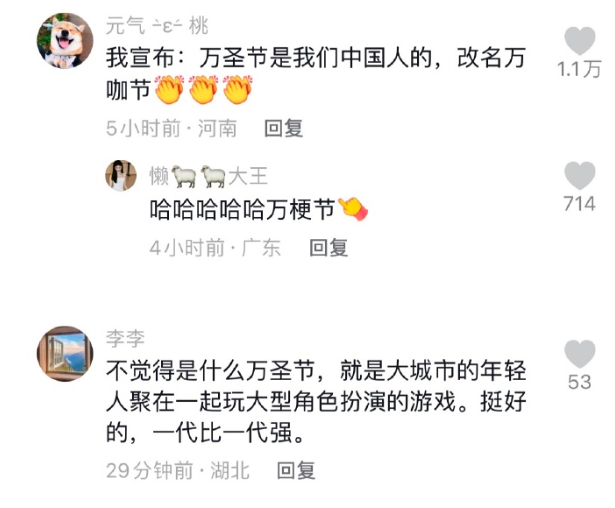 元气 ∸ε∸ 桃
我宣布：万圣节是我们中国人的，改名万
咖节👏👏👏
1.1万
5小时前·河南 回复
懒🐑🐑大王
哈哈哈哈哈万梗节👈
714
4小时前·广东 回复
李李
不觉得是什么万圣节，就是大城市的年轻
人聚在一起玩大型角色扮演的游戏。挺好
的，一代比一代强。
53
29分钟前·湖北 回复